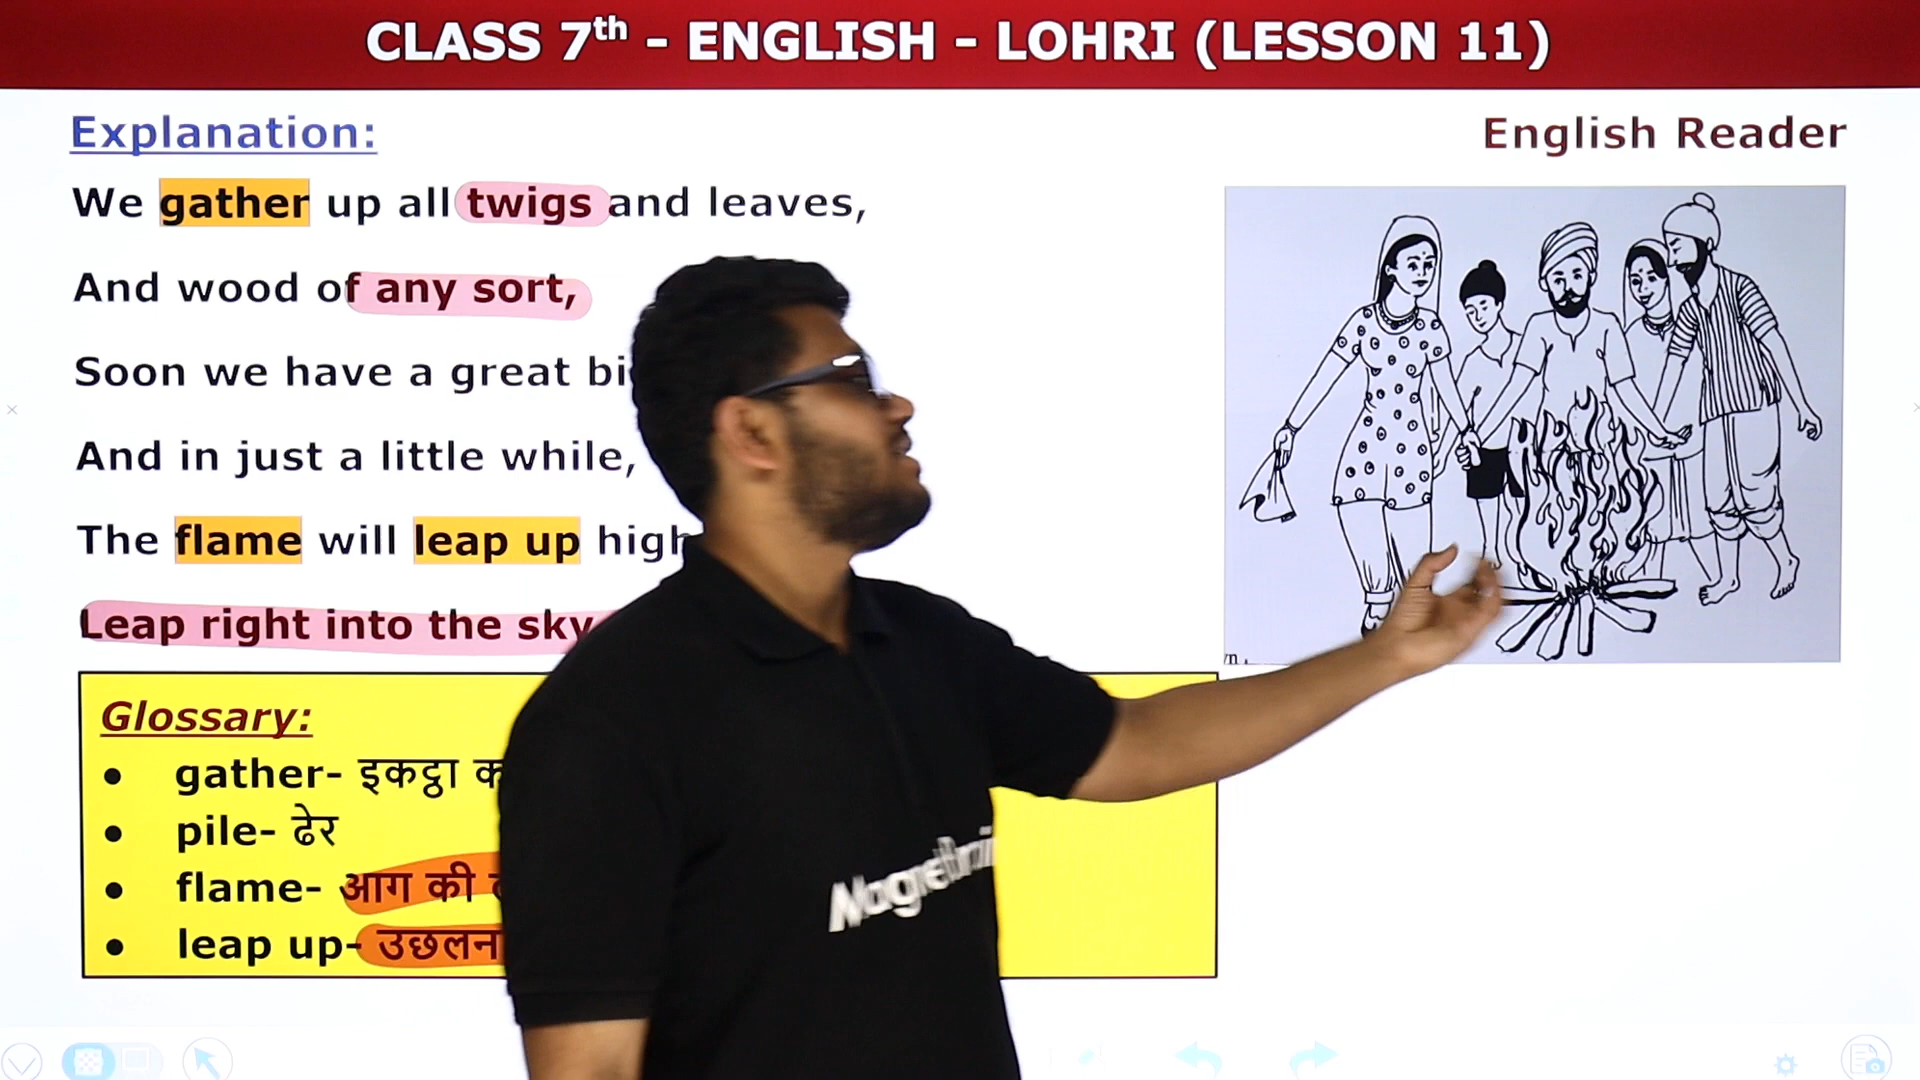 CLASS 7th - ENGLISH - LOHRI (LESSON 11)
Explanation:
English Reader
We gather up all twigs and leaves,
And wood of any sort,
Soon we have a great
And in just a little while,
The flame will leap up high
Leap right into the sky
Glossary:
• gather- इकट्ठा
• pile- ढेर
• flame- आग की
• leap up- उछलना